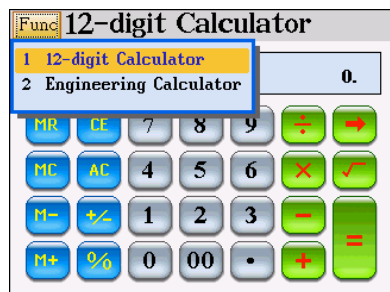 Func 12-digit Calculator
1 12-digit Calculator
2 Engineering Calculator
0.
MR CE 7 8 9 ÷ →
MC AC 4 5 6 × √
M- +/- 1 2 3 -
M+ % 0 00 • + =